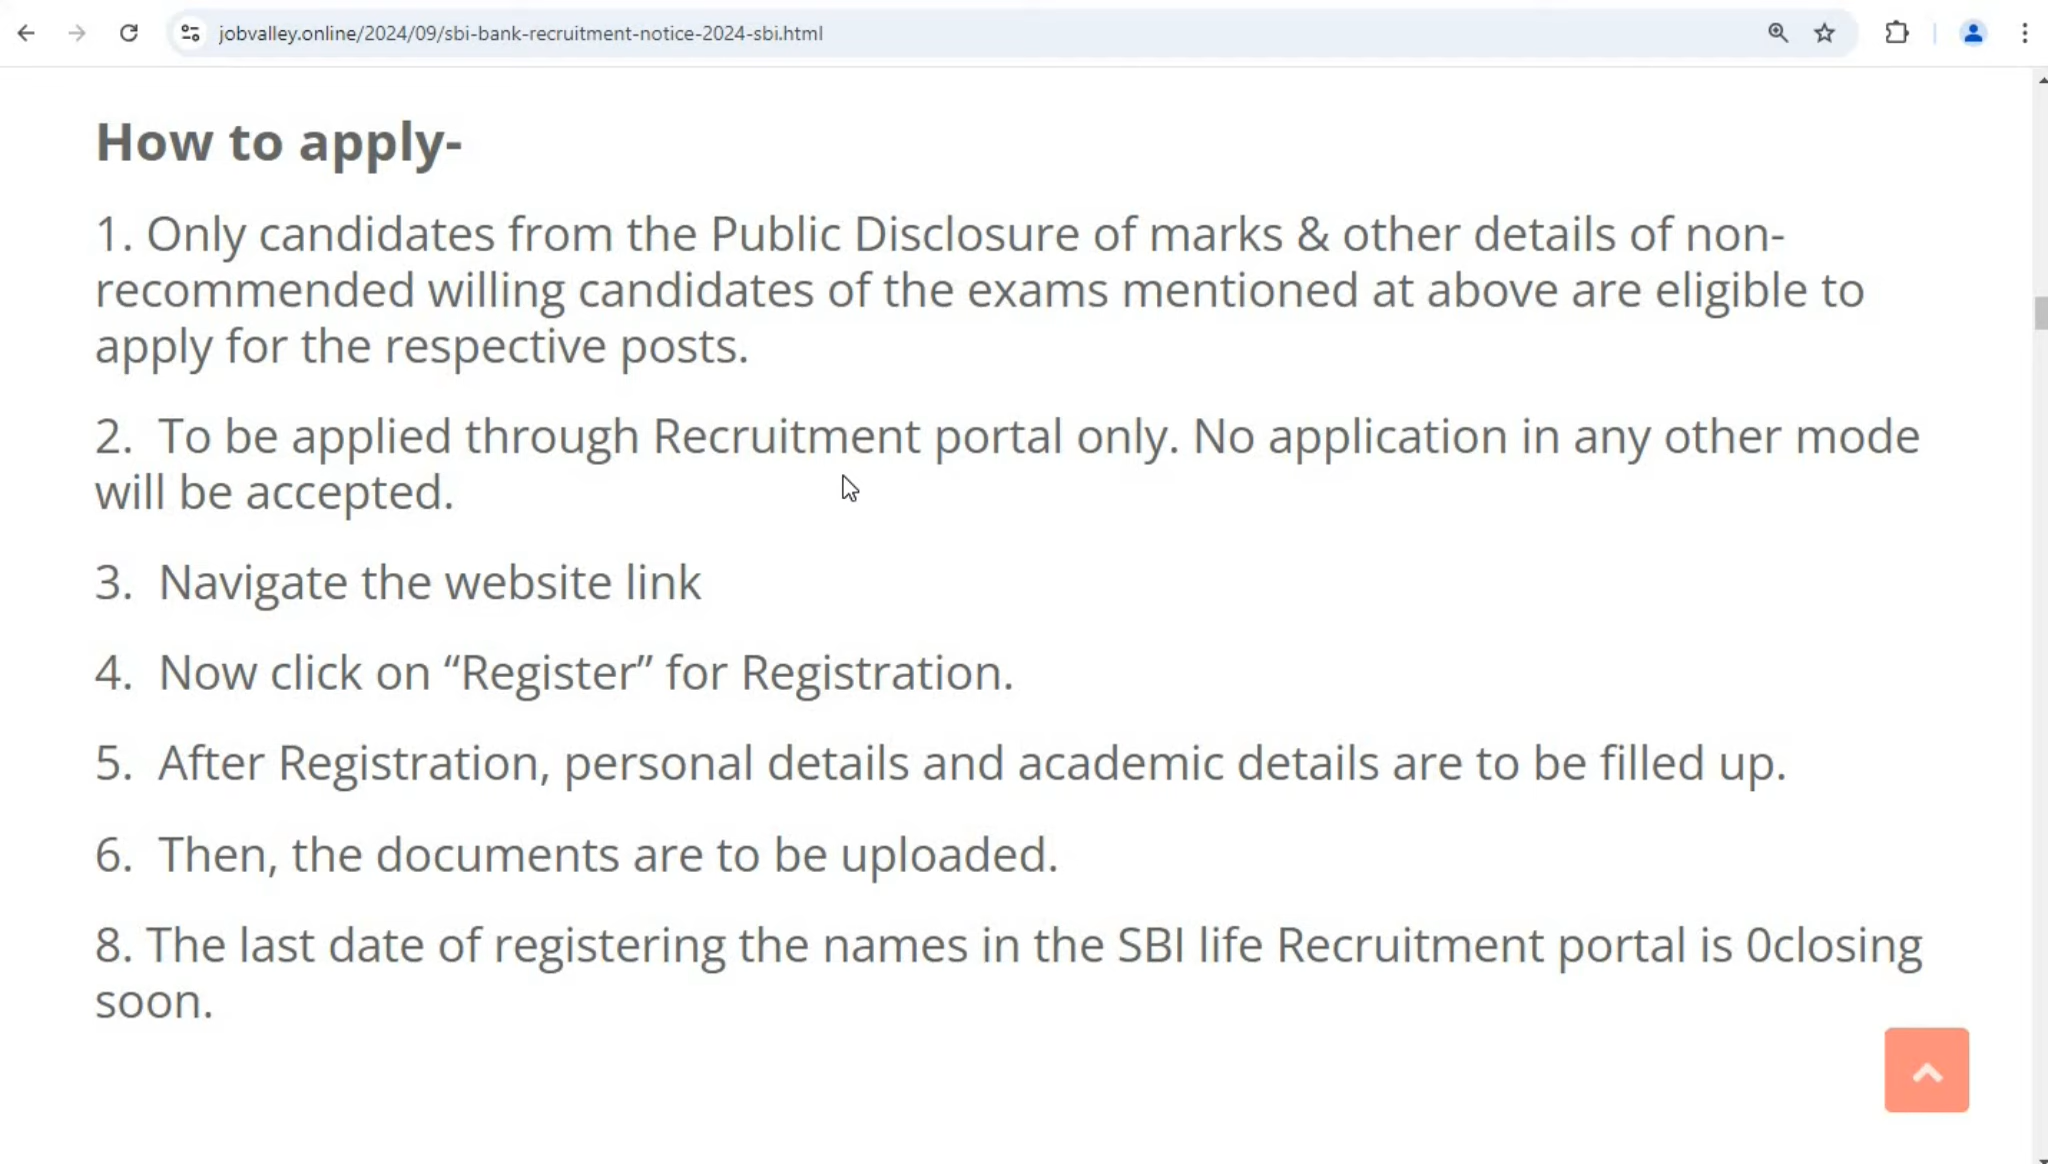 jobvalley.online/2024/09/sbi-bank-recruitment-notice-2024-sbi.html
How to apply-
1. Only candidates from the Public Disclosure of marks & other details of non-
recommended willing candidates of the exams mentioned at above are eligible to
apply for the respective posts.
2. To be applied through Recruitment portal only. No application in any other mode
will be accepted.
3. Navigate the website link
4. Now click on “Register” for Registration.
5. After Registration, personal details and academic details are to be filled up.
6. Then, the documents are to be uploaded.
8. The last date of registering the names in the SBI life Recruitment portal is 0closing
soon.